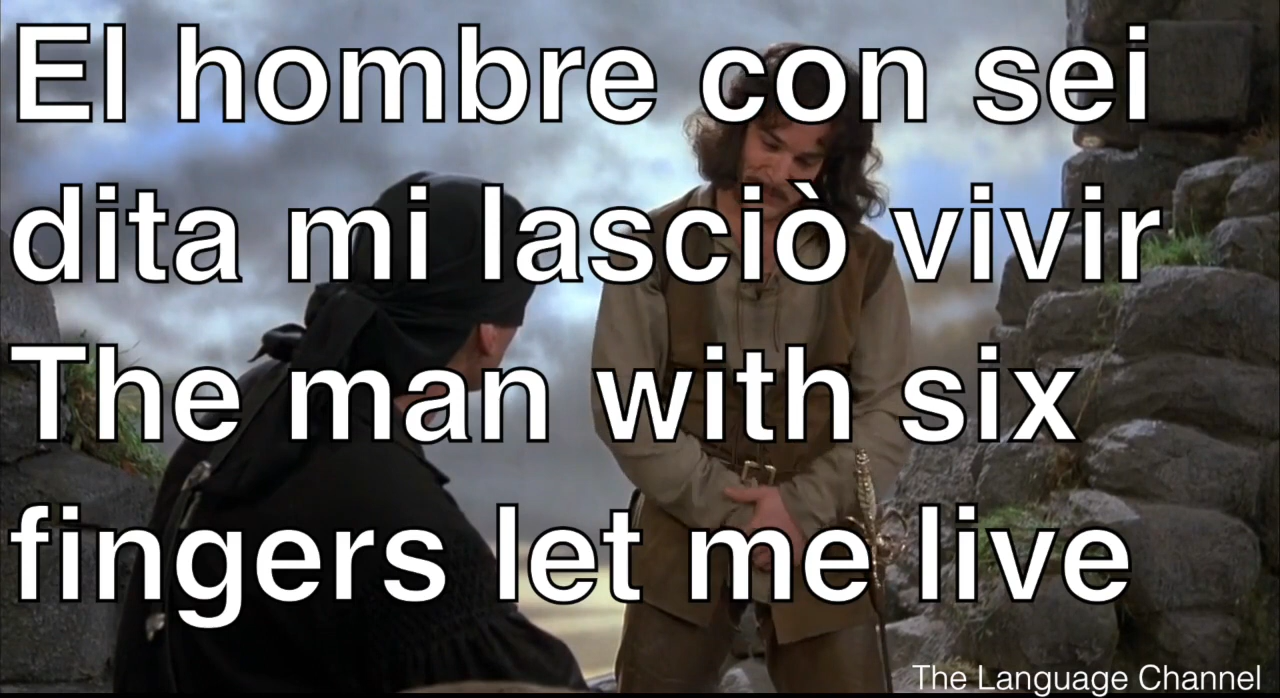 El hombre con sei
dita mi lasciò vivir
The man with six
fingers let me live
The Language Channel